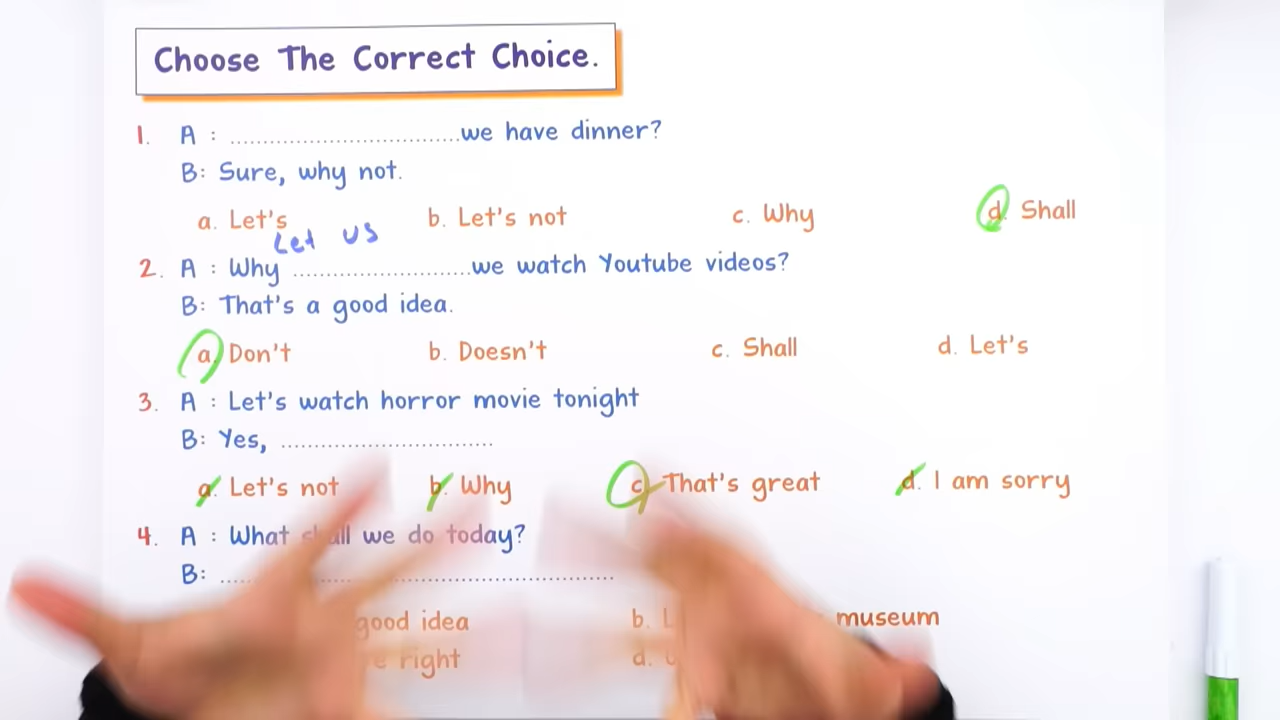 Choose The Correct Choice.
1. A : ........................................we have dinner?
B: Sure, why not.
a. Let's b. Let's not c. Why d. Shall
Let us
2. A : Why ...............................we watch Youtube videos?
B: That's a good idea.
a. Don't b. Doesn't c. Shall d. Let's
3. A : Let's watch horror movie tonight
B: Yes, .....................................
a. Let's not b. Why c. That's great d. I am sorry
4. A : What shall we do today?
B: ....................................................................
good idea b. museum
right d.